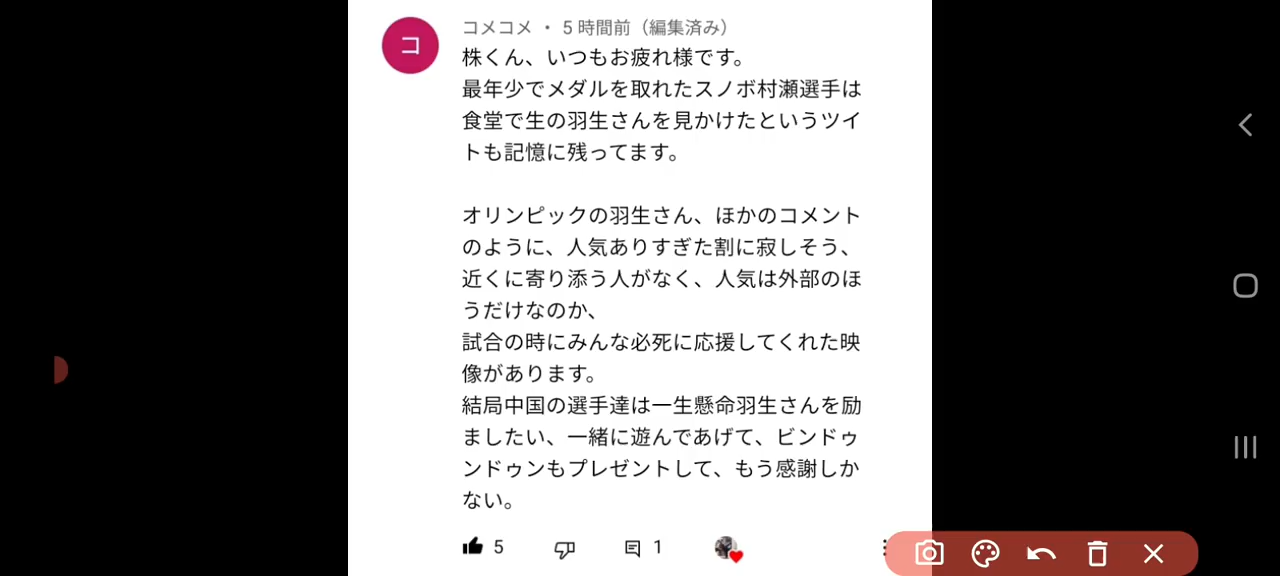 コ
コメコメ ・ 5 時間前（編集済み）
株くん、いつもお疲れ様です。
最年少でメダルを取れたスノボ村瀬選手は
食堂で生の羽生さんを見かけたというツイ
トも記憶に残ってます。
オリンピックの羽生さん、ほかのコメント
のように、人気ありすぎた割に寂しそう、
近くに寄り添う人がなく、人気は外部のほ
うだけなのか、
試合の時にみんな必死に応援してくれた映
像があります。
結局中国の選手達は一生懸命羽生さんを励
ましたい、一緒に遊んであげて、ビンドゥ
ンドゥンもプレゼントして、もう感謝しか
ない。
5
1